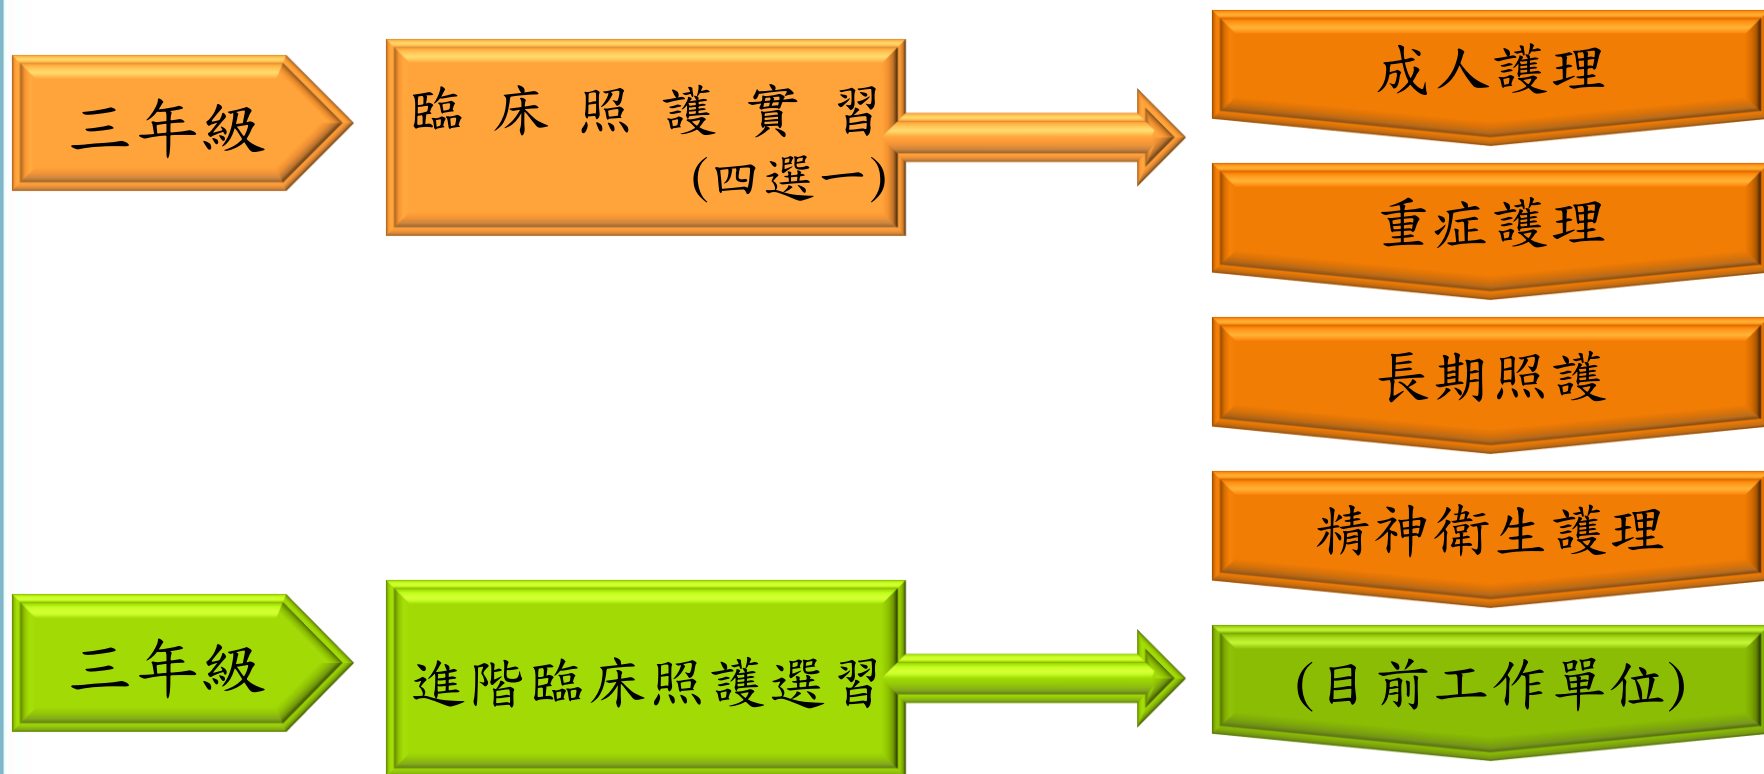 三年級
臨床照護實習
(四選一)
成人護理
重症護理
長期照護
精神衛生護理
三年級
進階臨床照護選習
(目前工作單位)